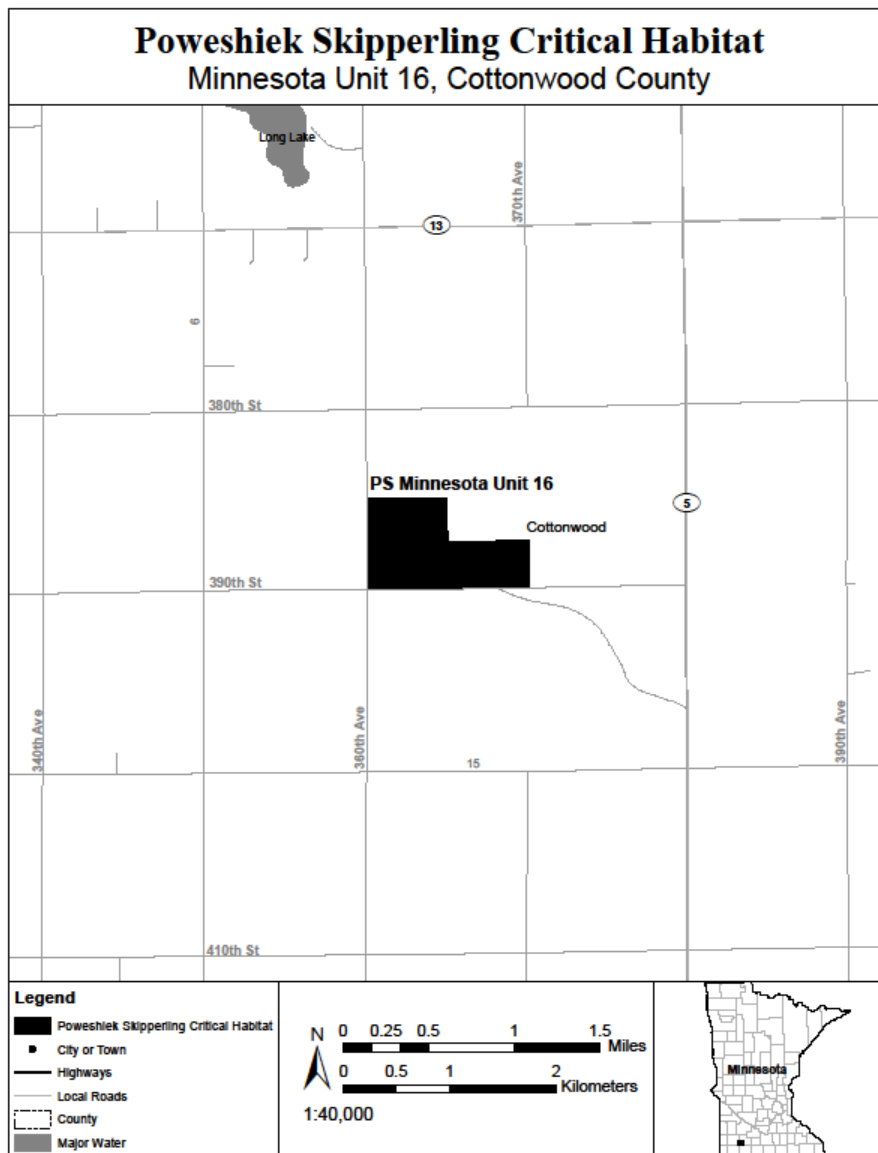 Poweshiek Skipperling Critical Habitat
Minnesota Unit 16, Cottonwood County
Long Lake
370th Ave
13
6
380th St
PS Minnesota Unit 16
5
Cottonwood
390th St
340th Ave
360th Ave
15
390th Ave
410th St
Legend
Poweshiek Skipperling Critical Habitat
City or Town
Highways
Local Roads
County
Major Water
N
0 0.25 0.5 1 1.5
Miles
0 0.5 1 2
Kilometers
1:40,000
Minnesota